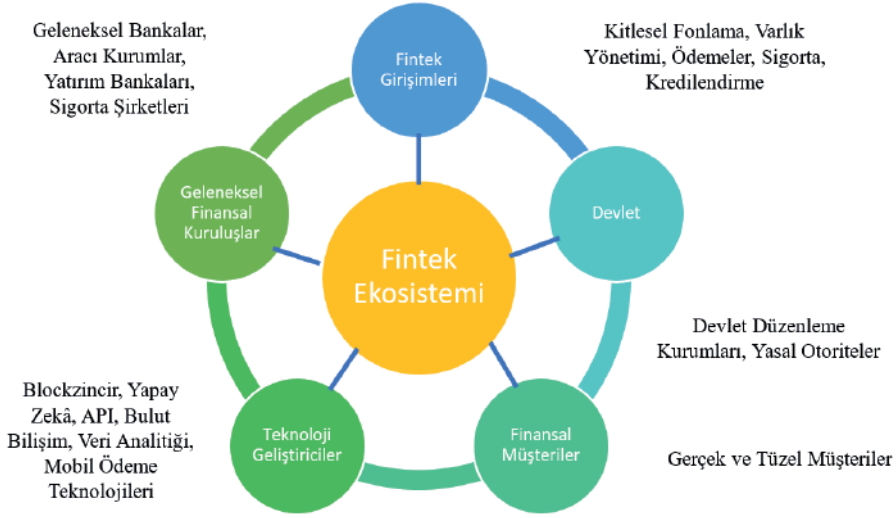 Geleneksel Bankalar,
Aracı Kurumlar,
Yatırım Bankaları,
Sigorta Şirketleri
Fintek
Girişimleri
Kitlesel Fonlama, Varlık
Yönetimi, Ödemeler, Sigorta,
Kredilendirme
Geleneksel
Finansal
Kuruluşlar
Devlet
Fintek
Ekosistemi
Devlet Düzenleme
Kurumları, Yasal Otoriteler
Blockzincir, Yapay
Zekâ, API, Bulut
Bilişim, Veri Analitiği,
Mobil Ödeme
Teknolojileri
Teknoloji
Geliştiriciler
Finansal
Müşteriler
Gerçek ve Tüzel Müşteriler